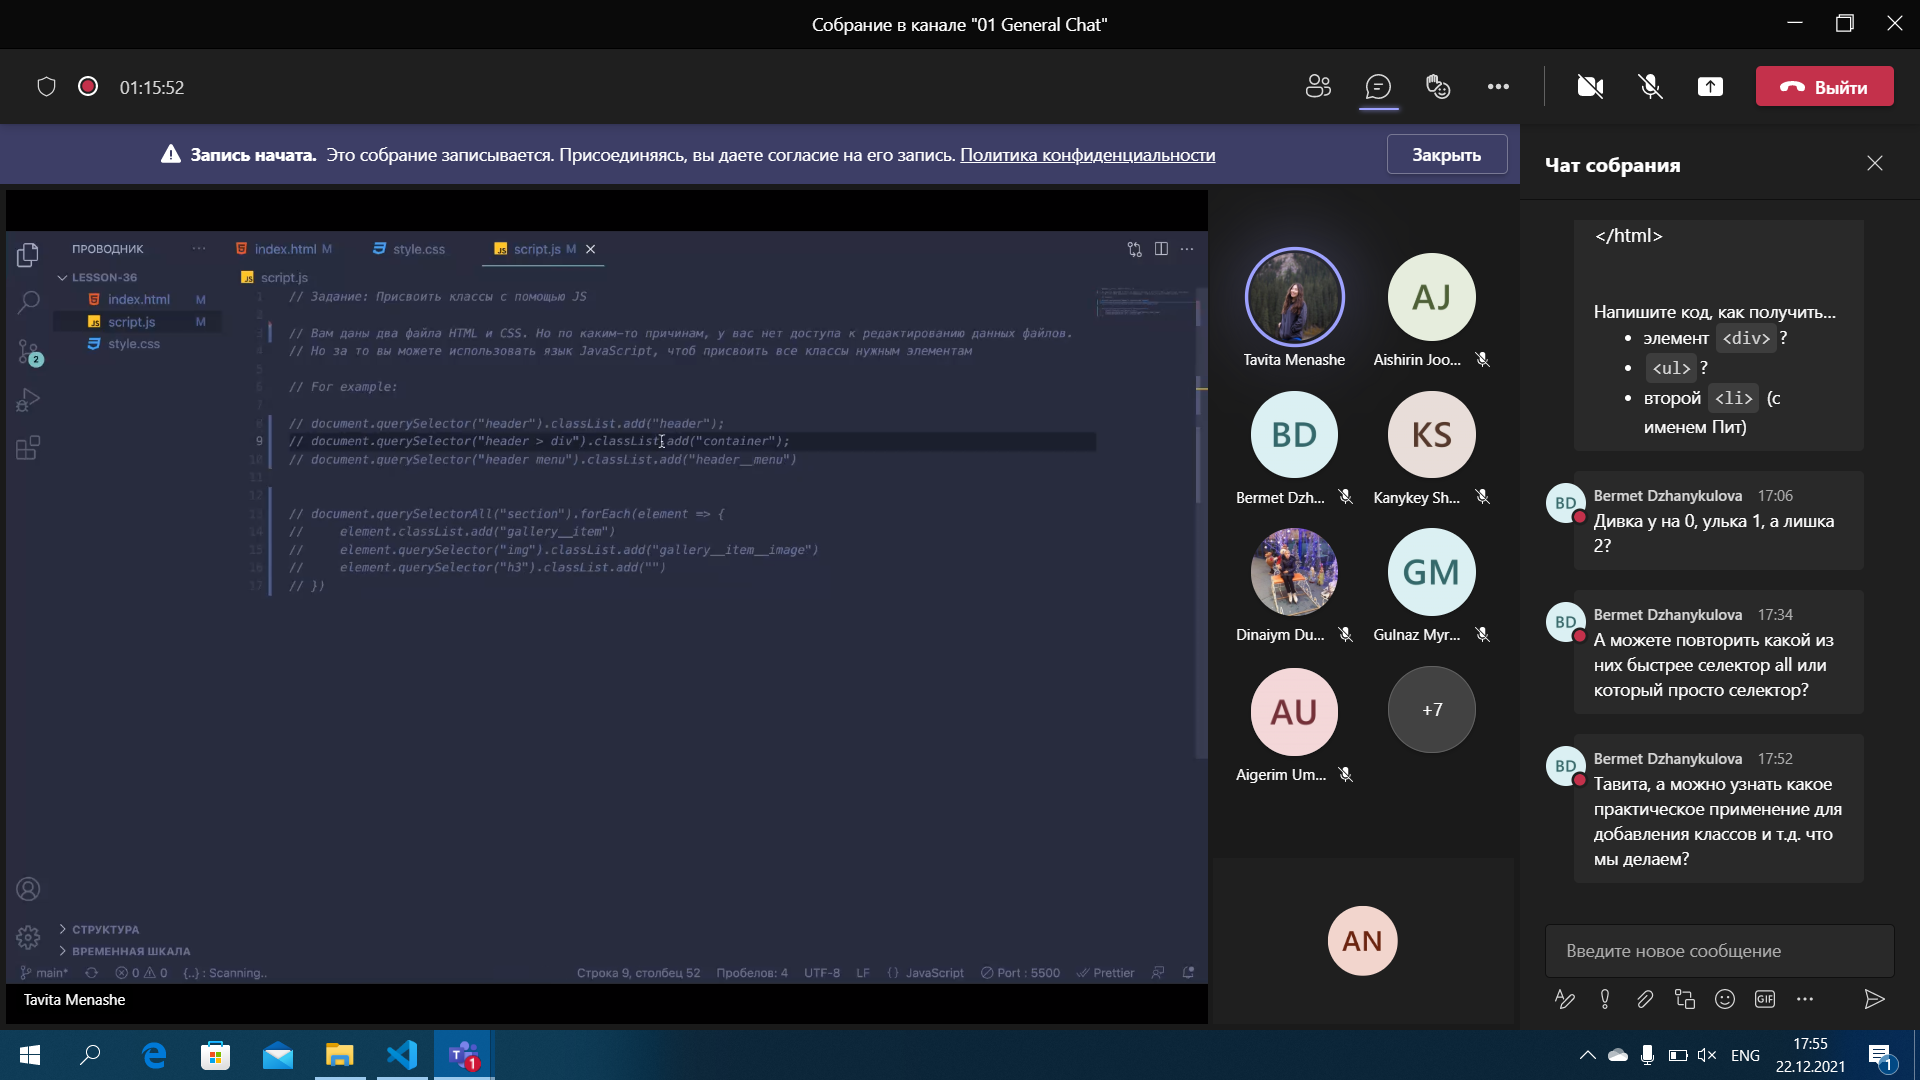 Собрание в канале "01 General Chat"
01:15:52
Выйти
Запись начата. Это собрание записывается. Присоединяясь, вы даете согласие на его запись. Политика конфиденциальности
Закрыть
ПРОВОДНИК
LESSON-36
index.html M
script.js M
style.css
2
index.html M
style.css
script.js M
script.js
1 // Задание: Присвоить классы с помощью JS
2
3 // Вам даны два файла HTML и CSS. Но по каким-то причинам, у вас нет доступа к редактированию данных файлов.
4 // Но за то вы можете использовать язык JavaScript, чтоб присвоить все классы нужным элементам
5
6 // For example:
7
8 // document.querySelector("header").classList.add("header");
9 // document.querySelector("header > div").classList.add("container");
10 // document.querySelector("header menu").classList.add("header__menu")
11
12
13 // document.querySelectorAll("section").forEach(element => {
14 // element.classList.add("gallery__item")
15 // element.querySelector("img").classList.add("gallery__item__image")
16 // element.querySelector("h3").classList.add("")
17 // })
СТРУКТУРА
ВРЕМЕННАЯ ШКАЛА
main* 0 0 {..} : Scanning.. Строка 9, столбец 52 Пробелов: 4 UTF-8 LF {} JavaScript Port : 5500 Prettier
Tavita Menashe
Tavita Menashe
AJ
Aishirin Joo...
BD
Bermet Dzh...
KS
Kanykey Sh...
Dinaiym Du...
GM
Gulnaz Myr...
AU
Aigerim Um...
+7
AN
Чат собрания
</html>
Напишите код, как получить...
• элемент <div> ?
• <ul> ?
• второй <li> (с
именем Пит)
BD
Bermet Dzhanykulova 17:06
Дивка у на 0, улька 1, а лишка
2?
BD
Bermet Dzhanykulova 17:34
А можете повторить какой из
них быстрее селектор all или
который просто селектор?
BD
Bermet Dzhanykulova 17:52
Тавита, а можно узнать какое
практическое применение для
добавления классов и т.д. что
мы делаем?
Введите новое сообщение
GIF
1
ENG
17:55
22.12.2021
1